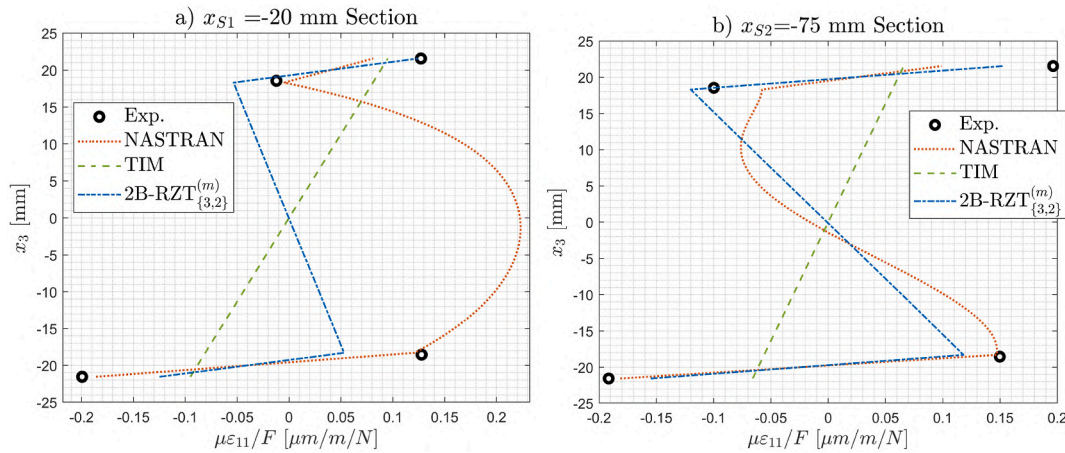 a) x_{S1} =-20 mm Section
25
20
15
10
5
0
-5
-10
-15
-20
-25
x_3 [mm]
Exp.
NASTRAN
TIM
2B-RZT^{(m)}_{{3,2}}
-0.2 -0.15 -0.1 -0.05 0 0.05 0.1 0.15 0.2
με_{11}/F [μm/m/N]
b) x_{S2}=-75 mm Section
25
20
15
10
5
0
-5
-10
-15
-20
-25
x_3 [mm]
Exp.
NASTRAN
TIM
2B-RZT^{(m)}_{{3,2}}
-0.2 -0.15 -0.1 -0.05 0 0.05 0.1 0.15 0.2
με_{11}/F [μm/m/N]